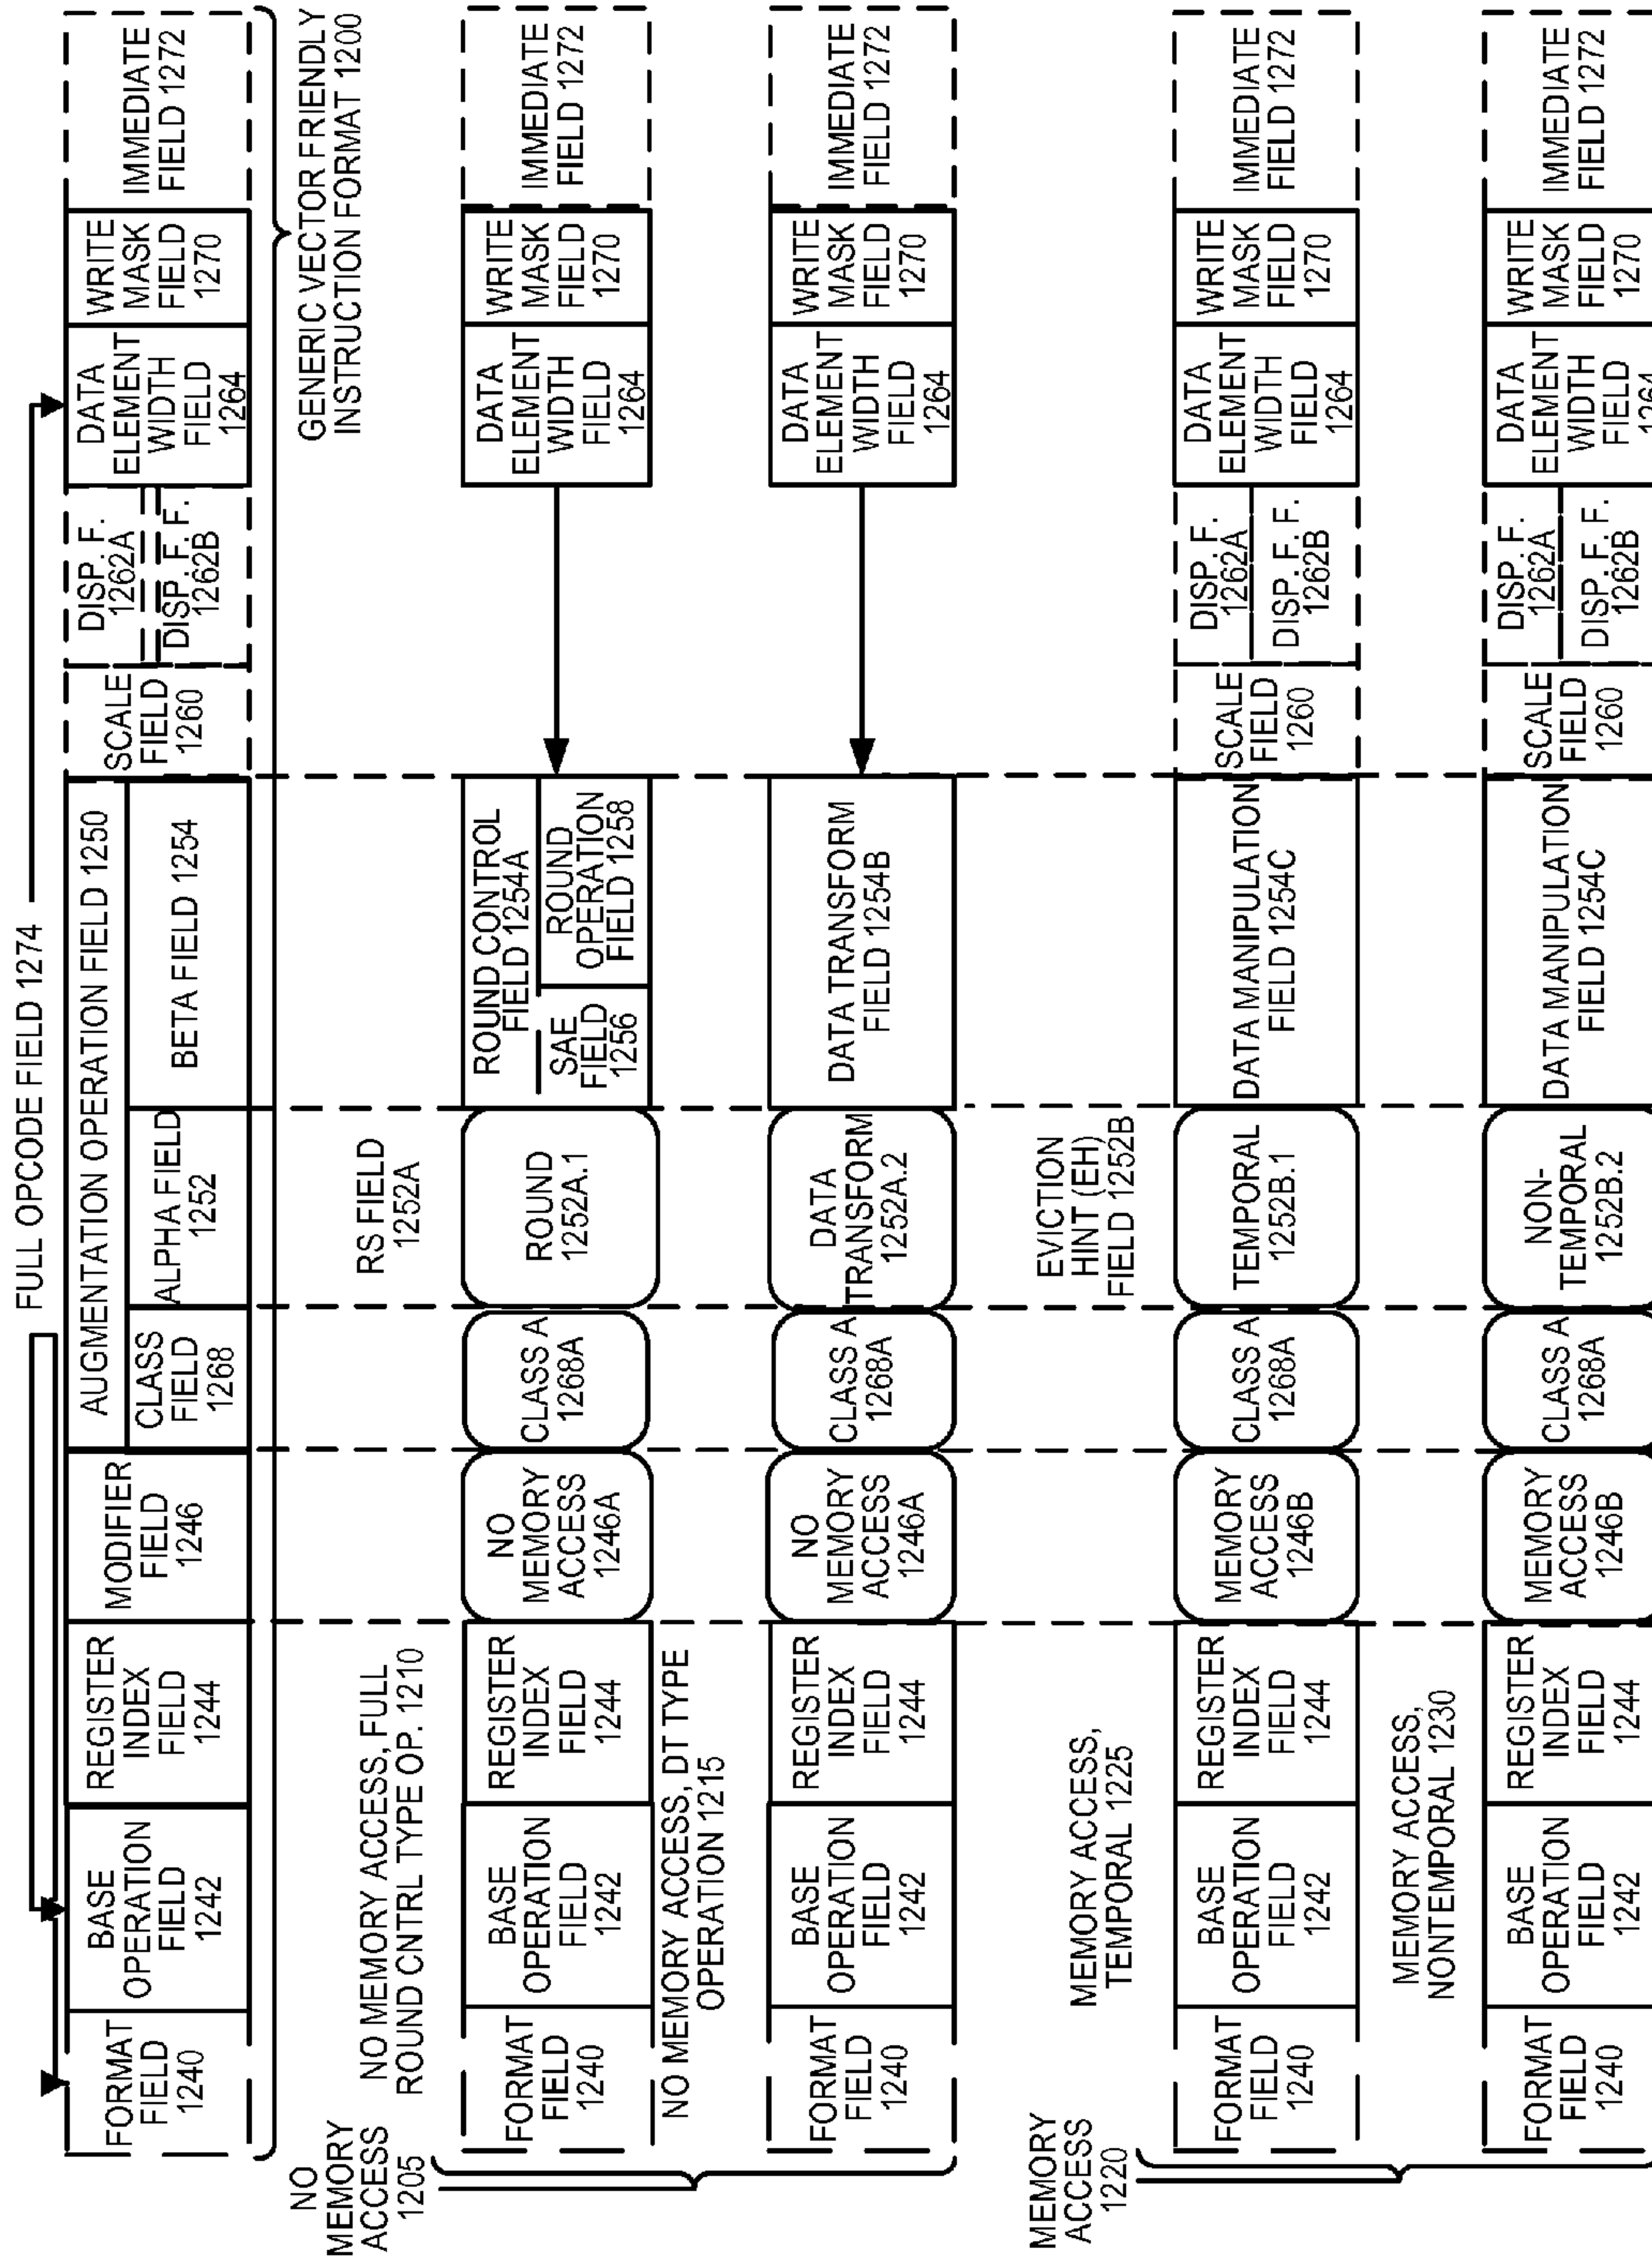 FULL OPCODE FIELD 1274
FORMAT
FIELD
1240
BASE
OPERATION
FIELD
1242
REGISTER
INDEX
FIELD
1244
MODIFIER
FIELD
1246
AUGMENTATION OPERATION FIELD 1250
CLASS
FIELD
1268
ALPHA FIELD
1252
BETA FIELD 1254
SCALE
FIELD
1260
DISP. F.
1262A
DISP. F. F.
1262B
DATA
ELEMENT
WIDTH
FIELD
1264
WRITE
MASK
FIELD
1270
IMMEDIATE
FIELD 1272
GENERIC VECTOR FRIENDLY
INSTRUCTION FORMAT 1200
NO
MEMORY
ACCESS
1205
NO MEMORY ACCESS, FULL
ROUND CNTRL TYPE OP. 1210
RS FIELD
1252A
FORMAT
FIELD
1240
BASE
OPERATION
FIELD
1242
REGISTER
INDEX
FIELD
1244
NO
MEMORY
ACCESS
1246A
CLASS A
1268A
ROUND
1252A.1
ROUND CONTROL
FIELD 1254A
SAE
FIELD
1256
ROUND
OPERATION
FIELD 1258
DATA
ELEMENT
WIDTH
FIELD
1264
WRITE
MASK
FIELD
1270
IMMEDIATE
FIELD 1272
NO MEMORY ACCESS, DT TYPE
OPERATION 1215
FORMAT
FIELD
1240
BASE
OPERATION
FIELD
1242
REGISTER
INDEX
FIELD
1244
NO
MEMORY
ACCESS
1246A
CLASS A
1268A
DATA
TRANSFORM
1252A.2
DATA TRANSFORM
FIELD 1254B
DATA
ELEMENT
WIDTH
FIELD
1264
WRITE
MASK
FIELD
1270
IMMEDIATE
FIELD 1272
MEMORY
ACCESS
1220
MEMORY ACCESS,
TEMPORAL 1225
EVICTION
HINT (EH)
FIELD 1252B
FORMAT
FIELD
1240
BASE
OPERATION
FIELD
1242
REGISTER
INDEX
FIELD
1244
MEMORY
ACCESS
1246B
CLASS A
1268A
TEMPORAL
1252B.1
DATA MANIPULATION
FIELD 1254C
SCALE
FIELD
1260
DISP. F.
1262A
DISP. F. F.
1262B
DATA
ELEMENT
WIDTH
FIELD
1264
WRITE
MASK
FIELD
1270
IMMEDIATE
FIELD 1272
MEMORY ACCESS,
NONTEMPORAL 1230
FORMAT
FIELD
1240
BASE
OPERATION
FIELD
1242
REGISTER
INDEX
FIELD
1244
MEMORY
ACCESS
1246B
CLASS A
1268A
NON-
TEMPORAL
1252B.2
DATA MANIPULATION
FIELD 1254C
SCALE
FIELD
1260
DISP. F.
1262A
DISP. F. F.
1262B
DATA
ELEMENT
WIDTH
FIELD
1264
WRITE
MASK
FIELD
1270
IMMEDIATE
FIELD 1272